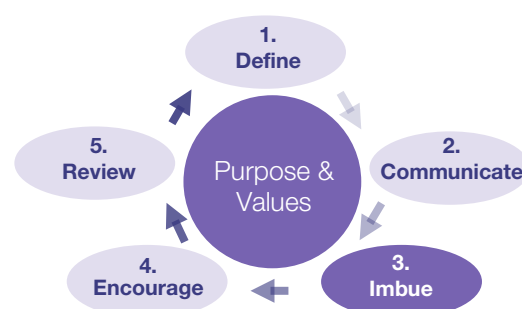 1.
Define
2.
Communicate
3.
Imbue
4.
Encourage
5.
Review
Purpose &
Values